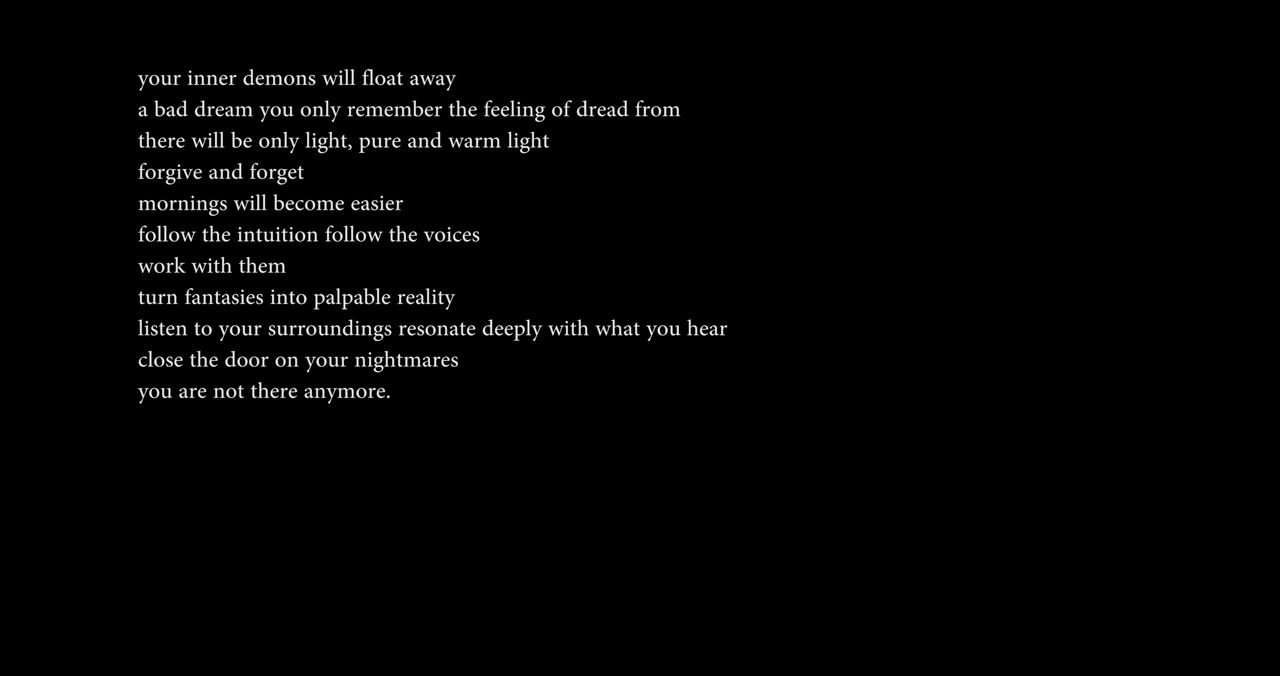 your inner demons will float away
a bad dream you only remember the feeling of dread from
there will be only light, pure and warm light
forgive and forget
mornings will become easier
follow the intuition follow the voices
work with them
turn fantasies into palpable reality
listen to your surroundings resonate deeply with what you hear
close the door on your nightmares
you are not there anymore.